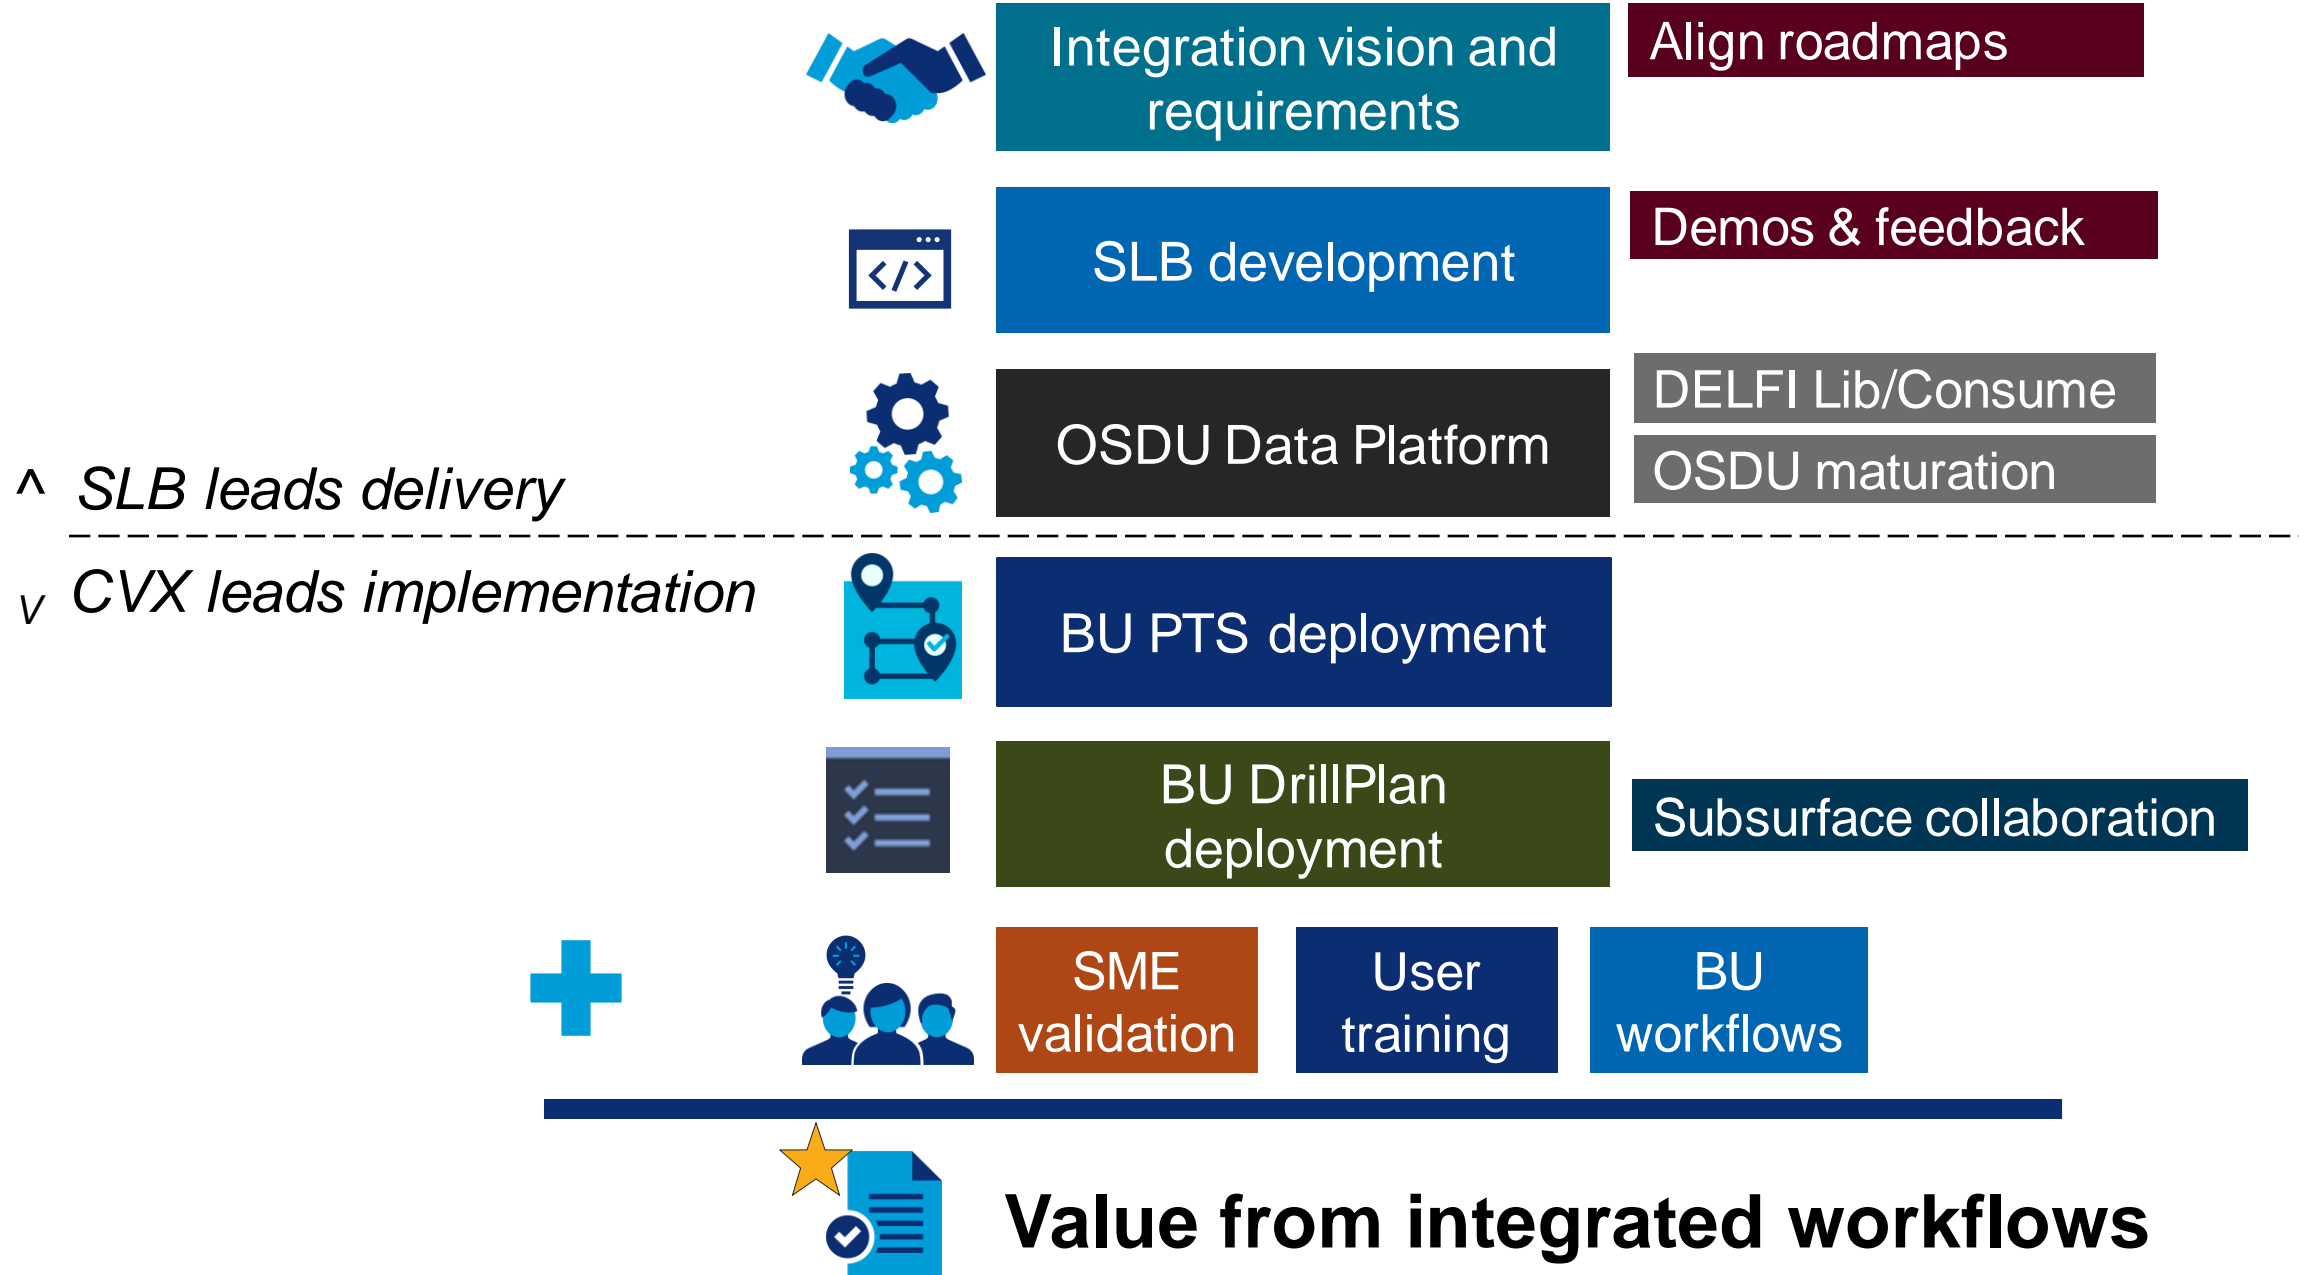 Integration vision and
requirements
Align roadmaps
SLB development
Demos & feedback
OSDU Data Platform
DELFI Lib/Consume
OSDU maturation
^ SLB leads delivery
v CVX leads implementation
BU PTS deployment
BU DrillPlan
deployment
Subsurface collaboration
SME
validation
User
training
BU
workflows
Value from integrated workflows